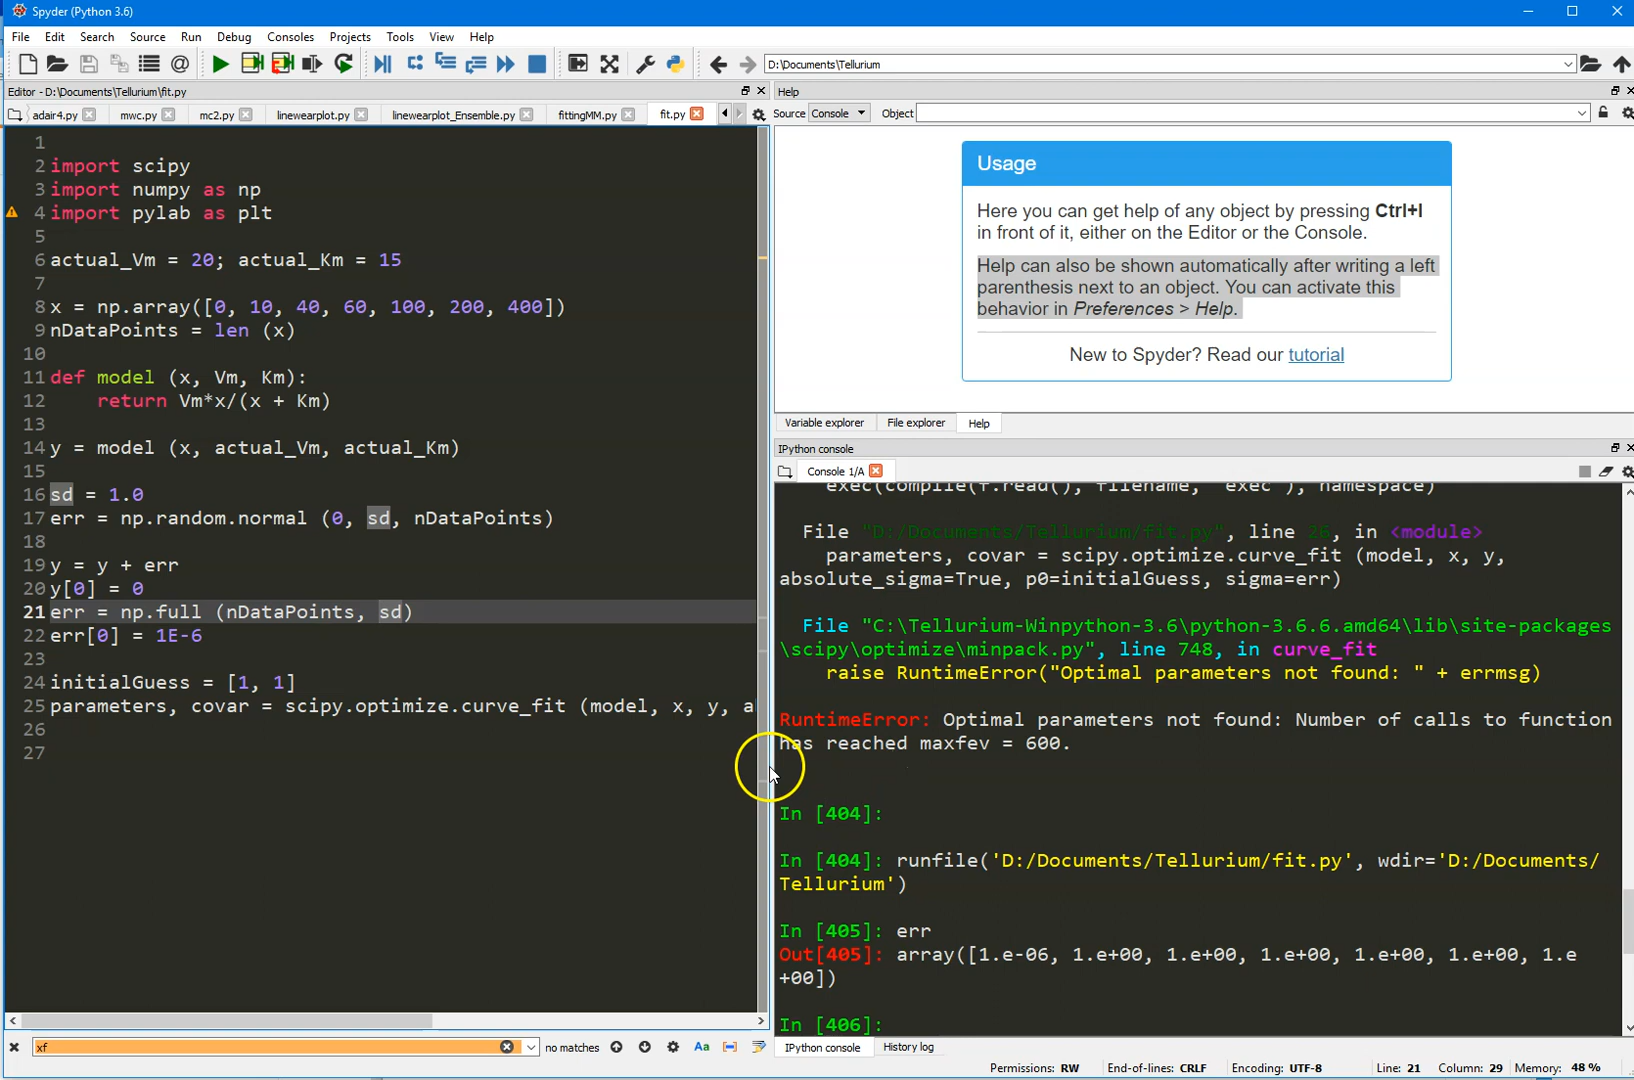 Spyder (Python 3.6)
File Edit Search Source Run Debug Consoles Projects Tools View Help
D:\Documents\Tellurium
Editor - D:\Documents\Tellurium\fit.py
adair4.py mwc.py mc2.py linewearplot.py linewearplot_Ensemble.py fittingMM.py fit.py
1
2 import scipy
3 import numpy as np
4 import pylab as plt
5
6 actual_Vm = 20; actual_Km = 15
7
8 x = np.array([0, 10, 40, 60, 100, 200, 400])
9 nDataPoints = len (x)
10
11 def model (x, Vm, Km):
12 return Vm*x/(x + Km)
13
14 y = model (x, actual_Vm, actual_Km)
15
16 sd = 1.0
17 err = np.random.normal (0, sd, nDataPoints)
18
19 y = y + err
20 y[0] = 0
21 err = np.full (nDataPoints, sd)
22 err[0] = 1E-6
23
24 initialGuess = [1, 1]
25 parameters, covar = scipy.optimize.curve_fit (model, x, y, a
26
27
xf no matches Aa
Help
Source Console Object
Usage
Here you can get help of any object by pressing Ctrl+I
in front of it, either on the Editor or the Console.
Help can also be shown automatically after writing a left
parenthesis next to an object. You can activate this
behavior in Preferences > Help.
New to Spyder? Read our tutorial
Variable explorer File explorer Help
IPython console
Console 1/A
exec(compile(f.read(), filename, 'exec'), namespace)
File "D:/Documents/Tellurium/fit.py", line 26, in <module>
parameters, covar = scipy.optimize.curve_fit (model, x, y,
absolute_sigma=True, p0=initialGuess, sigma=err)
File "C:\Tellurium-Winpython-3.6\python-3.6.6.amd64\lib\site-packages
\scipy\optimize\minpack.py", line 748, in curve_fit
raise RuntimeError("Optimal parameters not found: " + errmsg)
RuntimeError: Optimal parameters not found: Number of calls to function
has reached maxfev = 600.
In [404]:
In [404]: runfile('D:/Documents/Tellurium/fit.py', wdir='D:/Documents/
Tellurium')
In [405]: err
Out[405]: array([1.e-06, 1.e+00, 1.e+00, 1.e+00, 1.e+00, 1.e+00, 1.e
+00])
In [406]:
IPython console History log
Permissions: RW End-of-lines: CRLF Encoding: UTF-8 Line: 21 Column: 29 Memory: 48 %